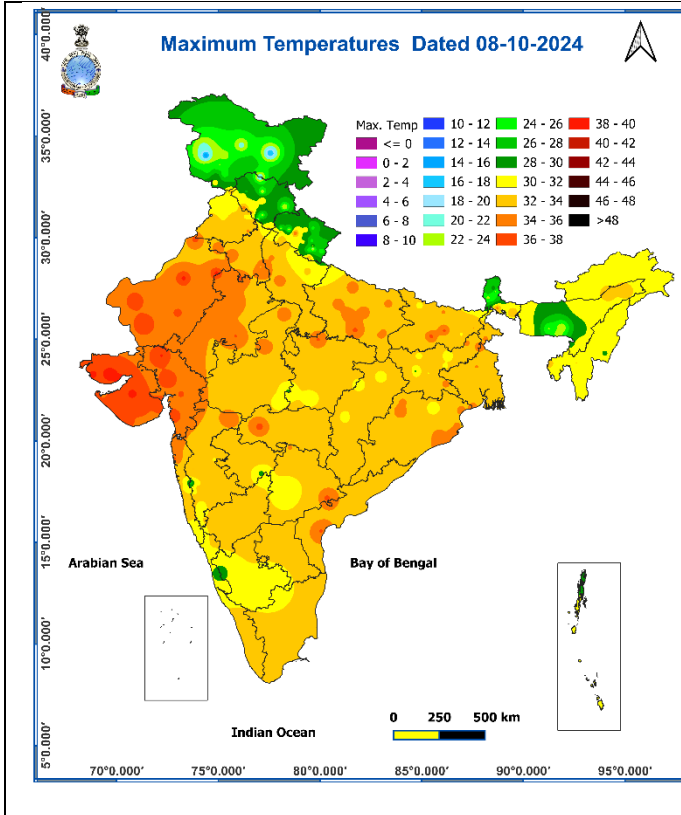 Maximum Temperatures Dated 08-10-2024
Max. Temp
<= 0
0 - 2
2 - 4
4 - 6
6 - 8
8 - 10
10 - 12
12 - 14
14 - 16
16 - 18
18 - 20
20 - 22
22 - 24
24 - 26
26 - 28
28 - 30
30 - 32
32 - 34
34 - 36
36 - 38
38 - 40
40 - 42
42 - 44
44 - 46
46 - 48
>48
40°0.000'
35°0.000'
30°0.000'
25°0.000'
20°0.000'
15°0.000'
10°0.000'
5°0.000'
Arabian Sea
Bay of Bengal
Indian Ocean
0 250 500 km
70°0.000' 75°0.000' 80°0.000' 85°0.000' 90°0.000' 95°0.000'